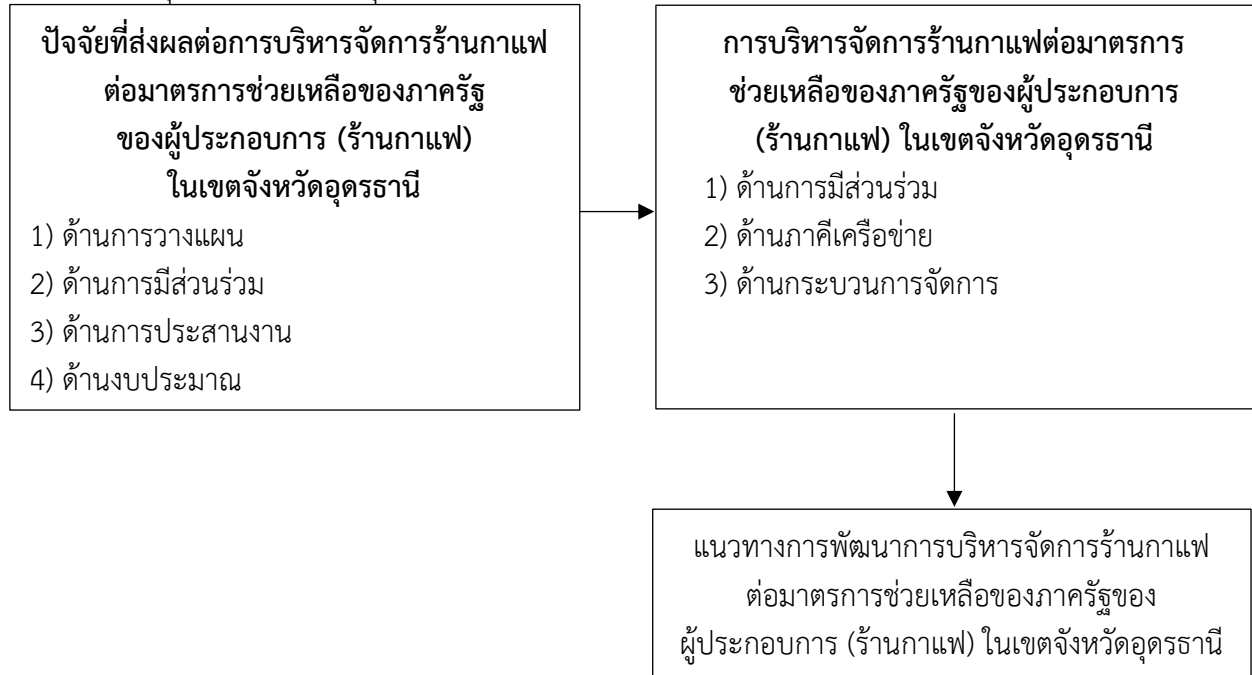 ปัจจัยที่ส่งผลต่อการบริหารจัดการร้านกาแฟ
ต่อมาตรการช่วยเหลือของภาครัฐ
ของผู้ประกอบการ (ร้านกาแฟ)
ในเขตจังหวัดอุดรธานี
1) ด้านการวางแผน
2) ด้านการมีส่วนร่วม
3) ด้านการประสานงาน
4) ด้านงบประมาณ
การบริหารจัดการร้านกาแฟต่อมาตรการ
ช่วยเหลือของภาครัฐของผู้ประกอบการ
(ร้านกาแฟ) ในเขตจังหวัดอุดรธานี
1) ด้านการมีส่วนร่วม
2) ด้านภาคีเครือข่าย
3) ด้านกระบวนการจัดการ
แนวทางการพัฒนาการบริหารจัดการร้านกาแฟ
ต่อมาตรการช่วยเหลือของภาครัฐของ
ผู้ประกอบการ (ร้านกาแฟ) ในเขตจังหวัดอุดรธานี